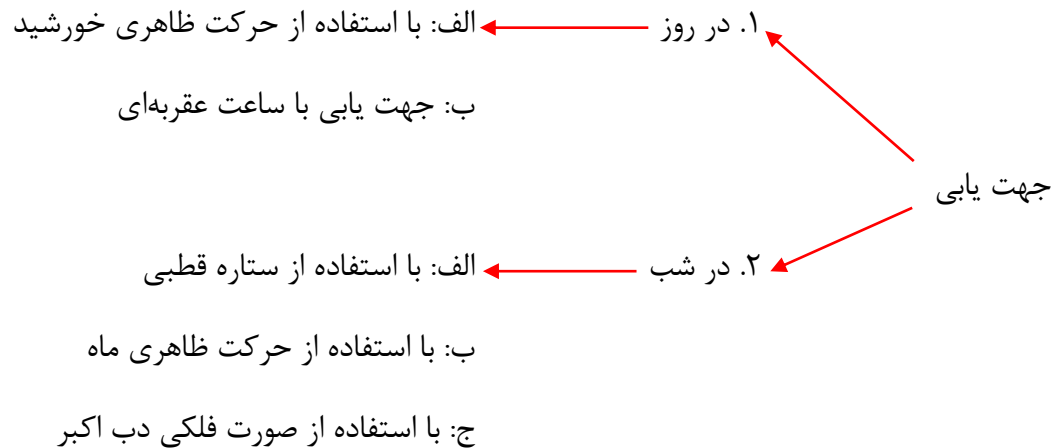 ۱. در روز
الف: با استفاده از حرکت ظاهری خورشید
ب: جهت یابی با ساعت عقربه‌ای
جهت یابی
۲. در شب
الف: با استفاده از ستاره قطبی
ب: با استفاده از حرکت ظاهری ماه
ج: با استفاده از صورت فلکی دب اکبر